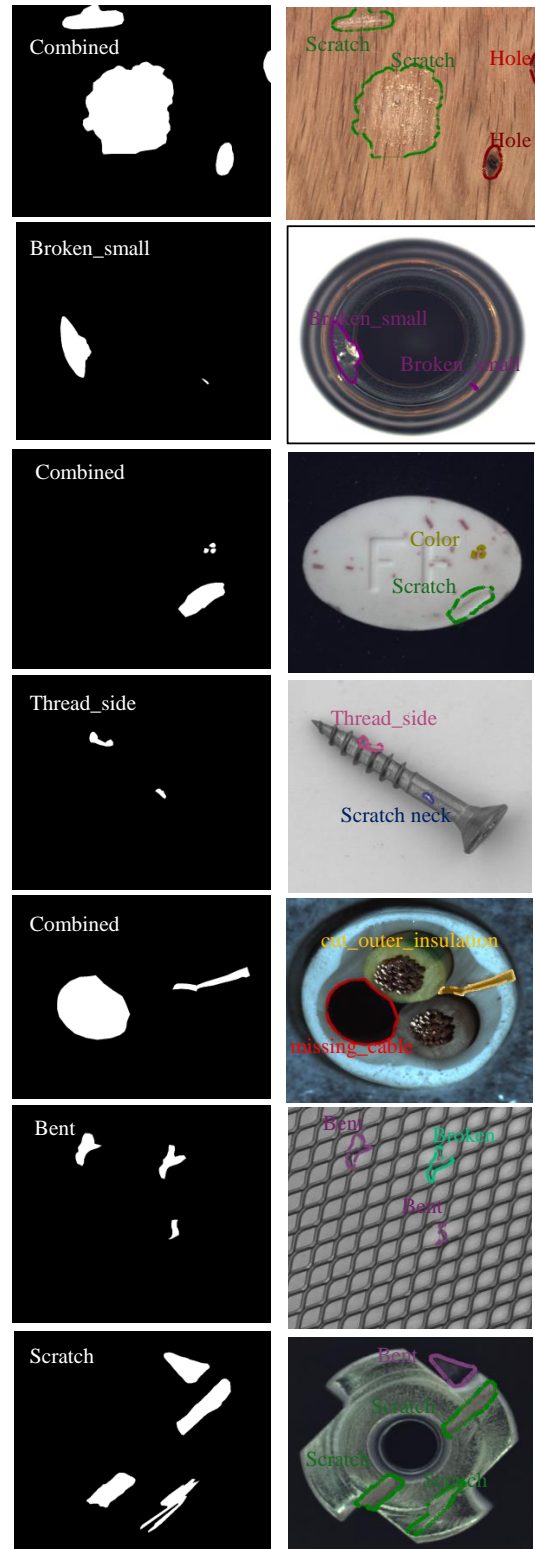 Combined
Scratch
Scratch
Hole
Hole
Broken_small
Broken_small
Broken_small
Combined
FF
Color
Scratch
Thread_side
Thread_side
Scratch neck
Combined
cut_outer_insulation
missing_cable
Bent
Bent
Broken
Bent
Scratch
Bent
Scratch
Scratch
Scratch